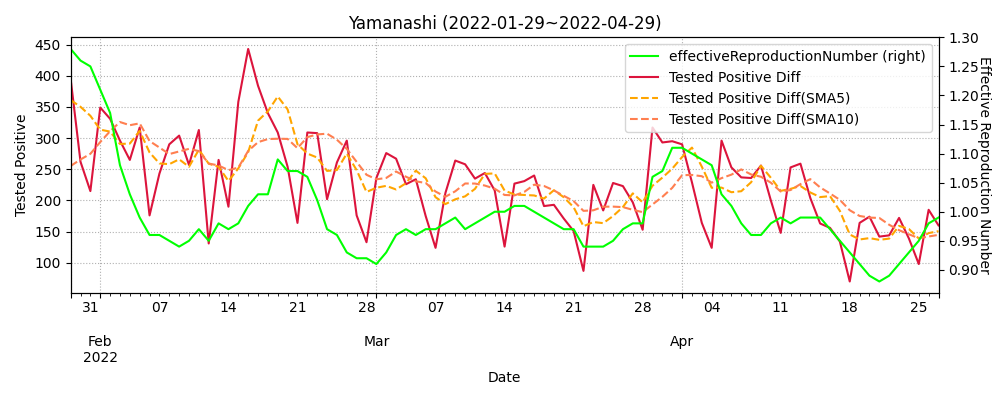 Yamanashi (2022-01-29~2022-04-29)
effectiveReproductionNumber (right)
Tested Positive Diff
Tested Positive Diff(SMA5)
Tested Positive Diff(SMA10)
Tested Positive
450
400
350
300
250
200
150
100
1.30
1.25
1.20
1.15
1.10
1.05
1.00
0.95
0.90
Effective Reproduction Number
31 07 14 21 28 07 14 21 28 04 11 18 25
Feb Mar Apr
2022
Date